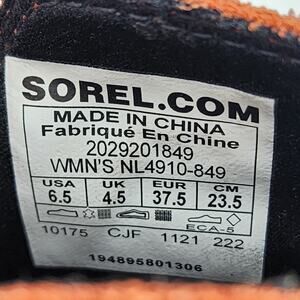 SOREL.COM
MADE IN CHINA
Fabriqué En Chine
2029201849
WMN'S NL4910-849
USA UK EUR CM
6.5 4.5 37.5 23.5
ECA-5
10175 CJF 1121 222
194895801306